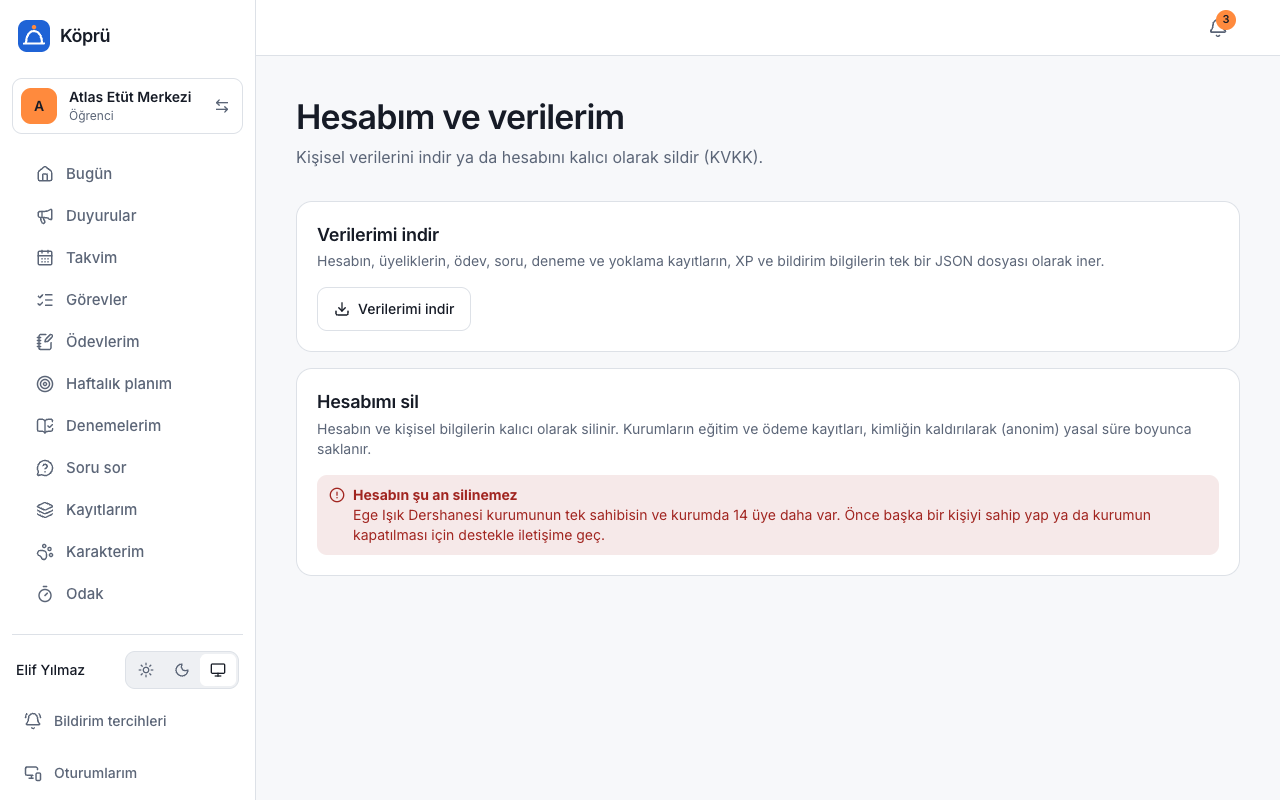 Köprü
3
A
Atlas Etüt Merkezi
Öğrenci
Bugün
Duyurular
Takvim
Görevler
Ödevlerim
Haftalık planım
Denemelerim
Soru sor
Kayıtlarım
Karakterim
Odak
Elif Yılmaz
Bildirim tercihleri
Oturumlarım
Hesabım ve verilerim
Kişisel verilerini indir ya da hesabını kalıcı olarak sildir (KVKK).
Verilerimi indir
Hesabın, üyeliklerin, ödev, soru, deneme ve yoklama kayıtların, XP ve bildirim bilgilerin tek bir JSON dosyası olarak iner.
Verilerimi indir
Hesabımı sil
Hesabın ve kişisel bilgilerin kalıcı olarak silinir. Kurumların eğitim ve ödeme kayıtları, kimliğin kaldırılarak (anonim) yasal süre boyunca
saklanır.
Hesabın şu an silinemez
Ege Işık Dershanesi kurumunun tek sahibisin ve kurumda 14 üye daha var. Önce başka bir kişiyi sahip yap ya da kurumun
kapatılması için destekle iletişime geç.